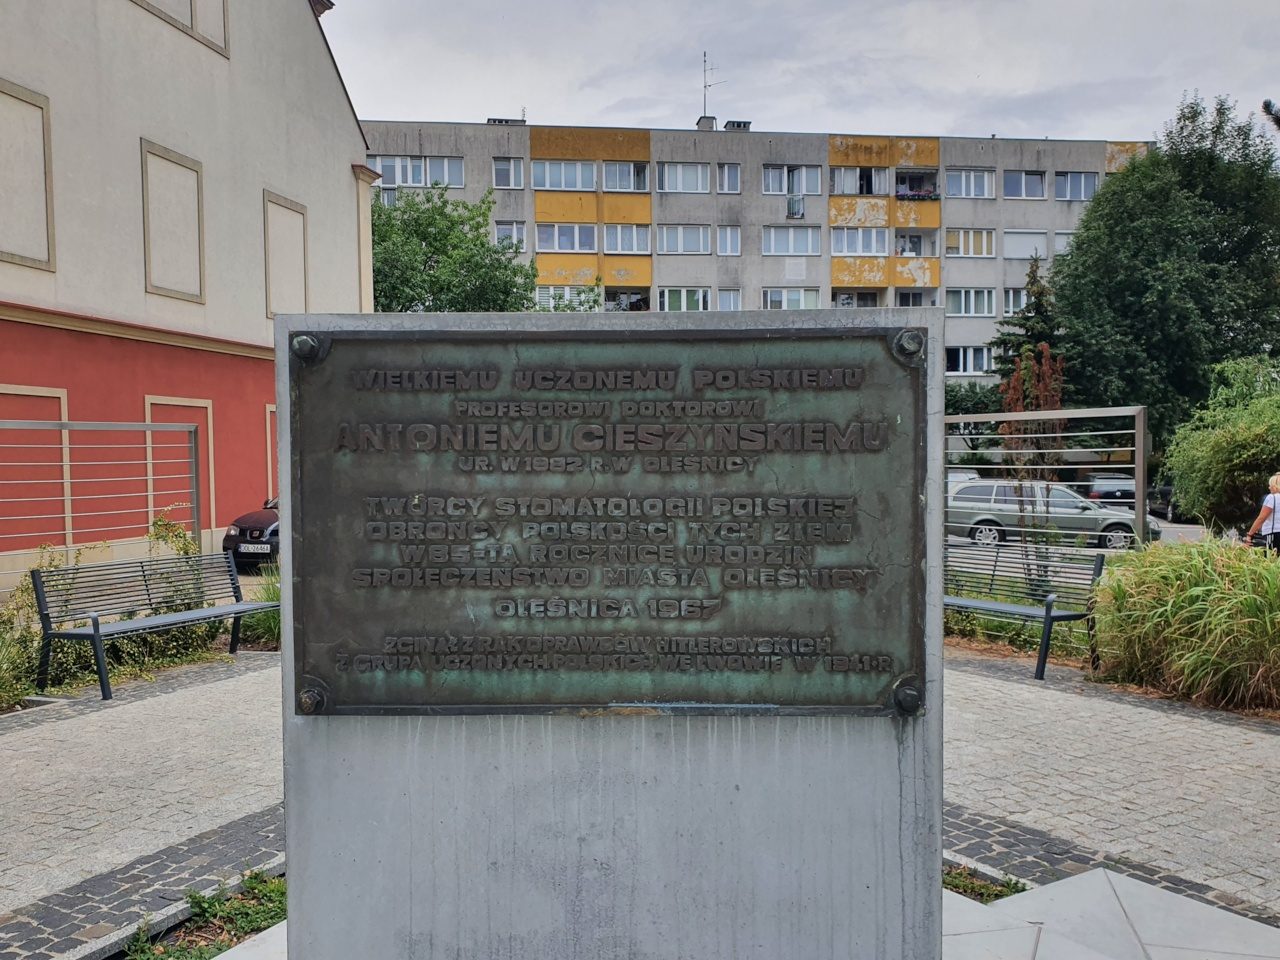 WIELKIEMU UCZONEMU POLSKIEMU
PROFESOROWI DOKTOROWI
ANTONIEMU CIESZYŃSKIEMU
UR. W 1882 R. W OLEŚNICY
TWÓRCY STOMATOLOGII POLSKIEJ
OBROŃCY POLSKOŚCI TYCH ZIEM
W 85-TĄ ROCZNICĘ URODZIN
SPOŁECZEŃSTWO MIASTA OLEŚNICY
OLEŚNICA 1967
ZGINĄŁ Z RĄK OPRAWCÓW HITLEROWSKICH
Z GRUPĄ UCZONYCH POLSKICH WE LWOWIE W 1941 R.